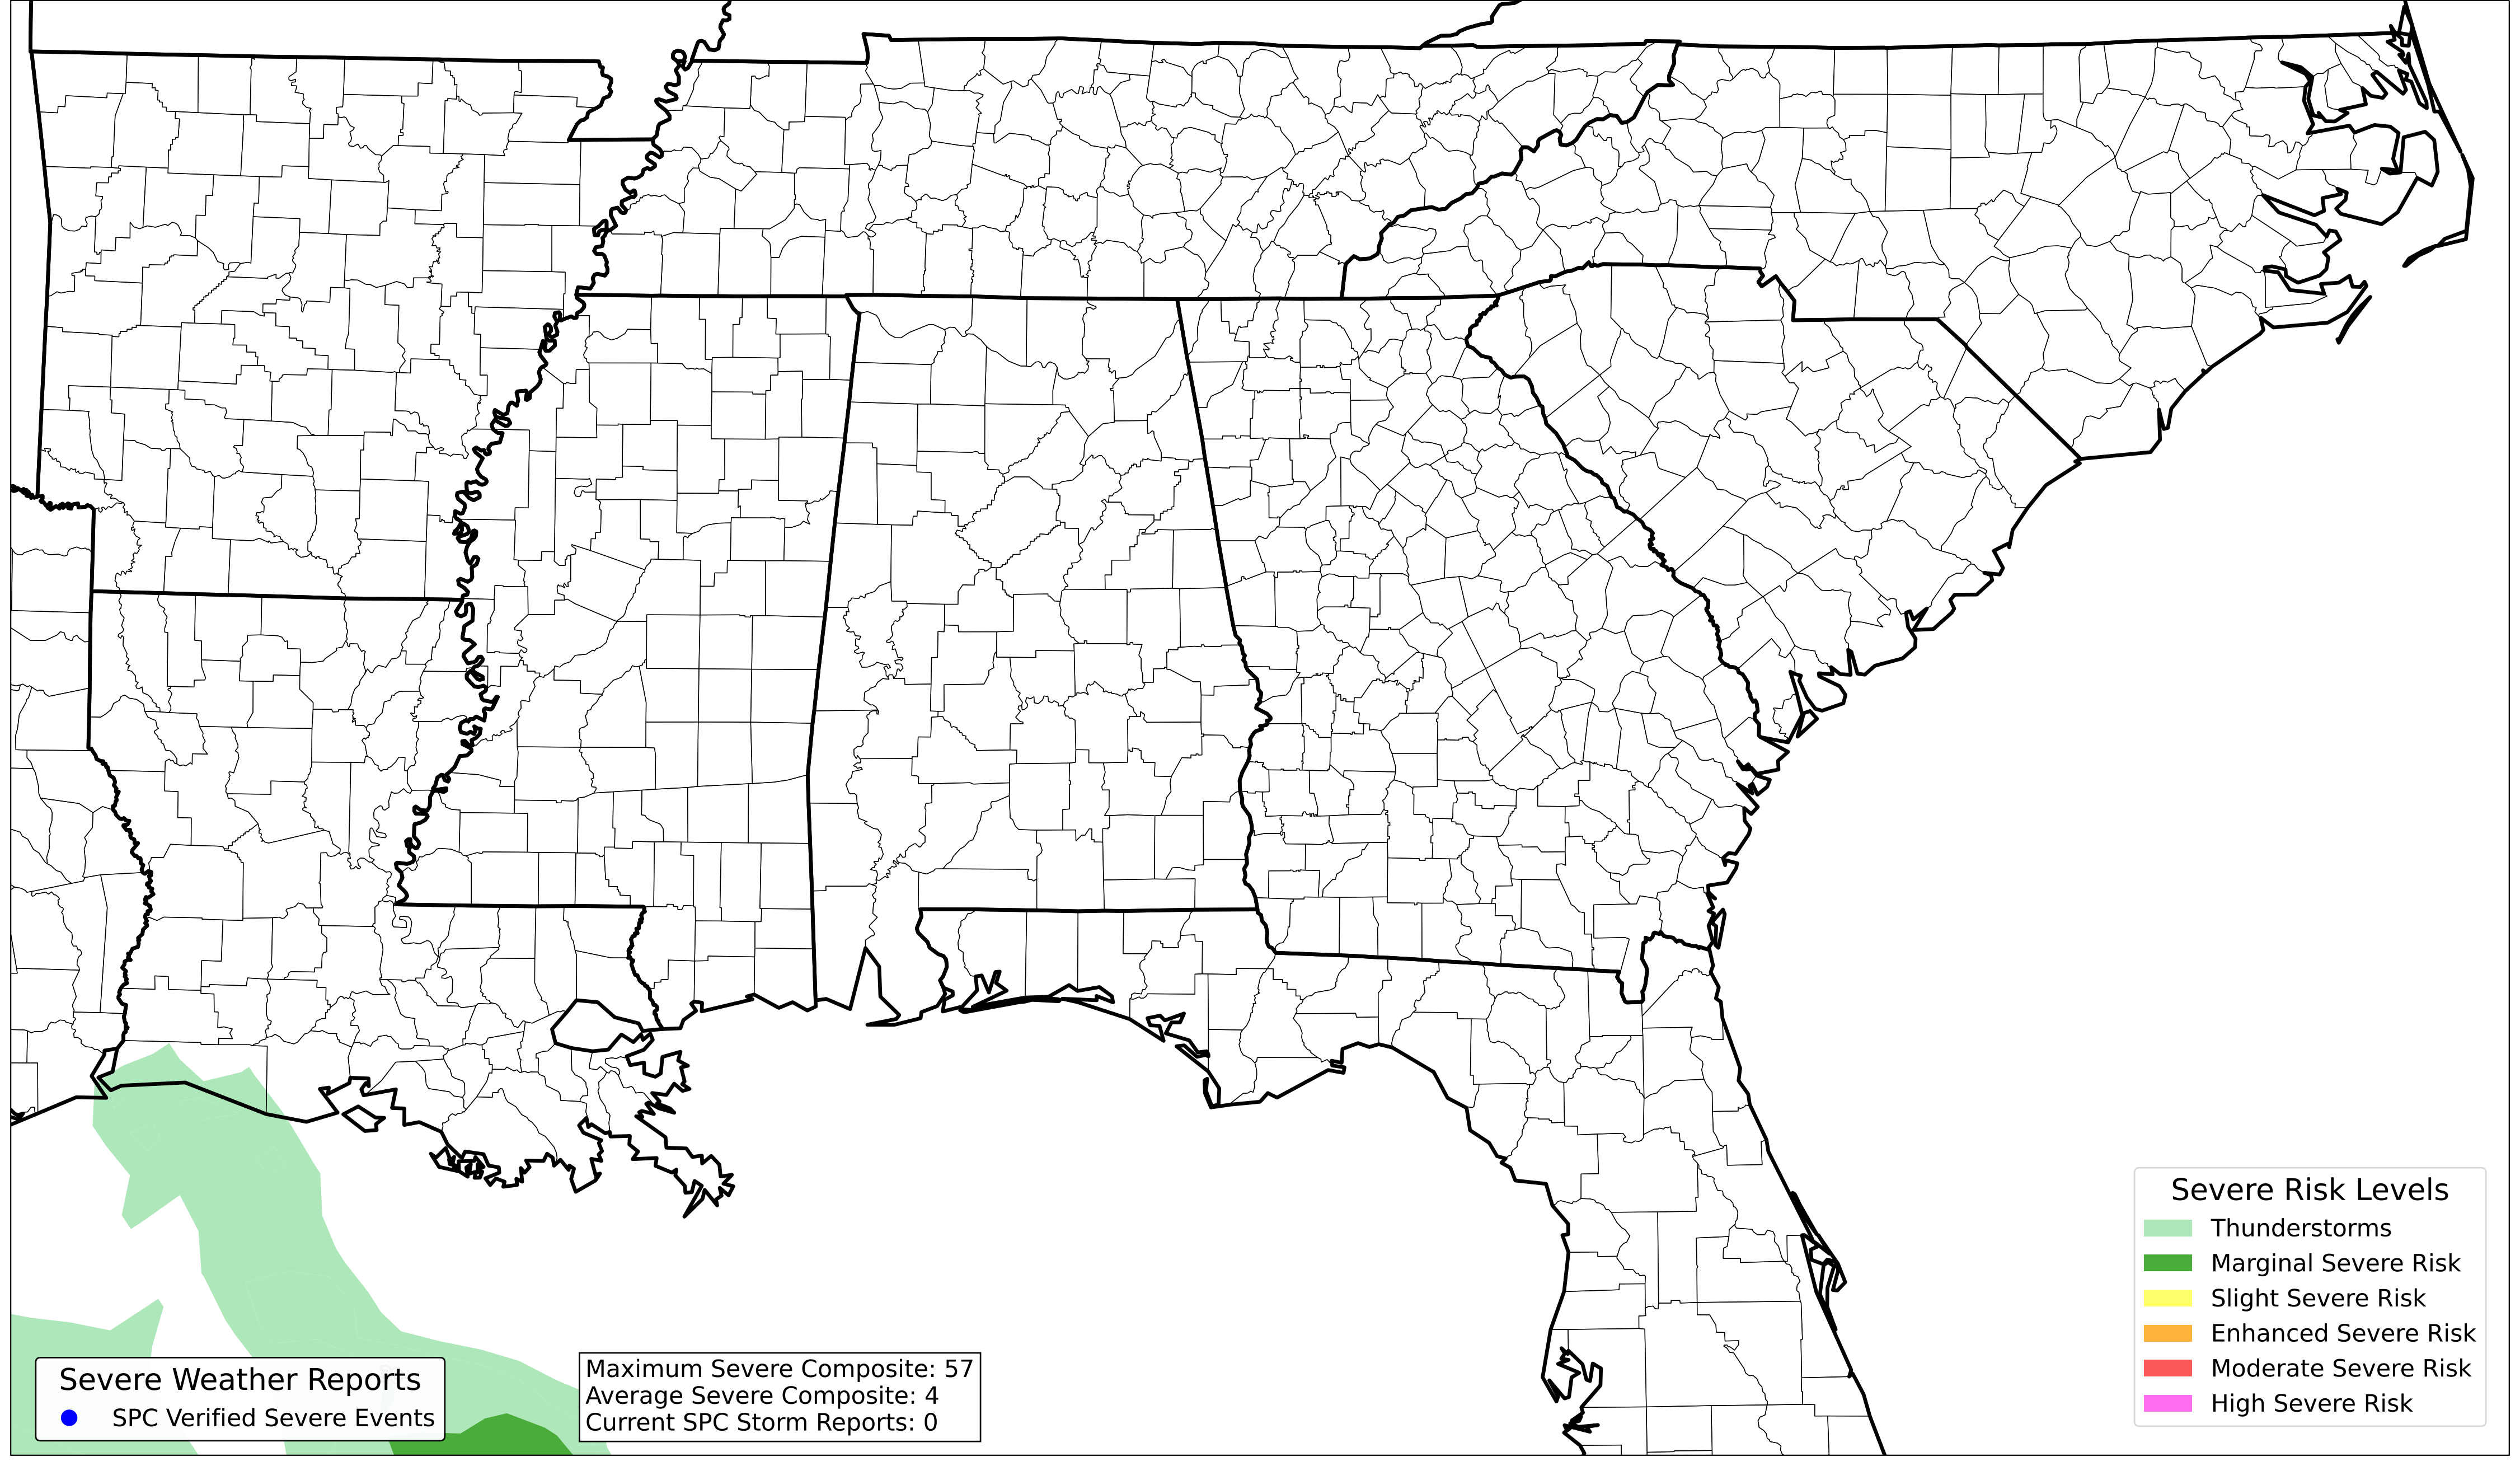 Severe Weather Reports
SPC Verified Severe Events
Maximum Severe Composite: 57
Average Severe Composite: 4
Current SPC Storm Reports: 0
Severe Risk Levels
Thunderstorms
Marginal Severe Risk
Slight Severe Risk
Enhanced Severe Risk
Moderate Severe Risk
High Severe Risk